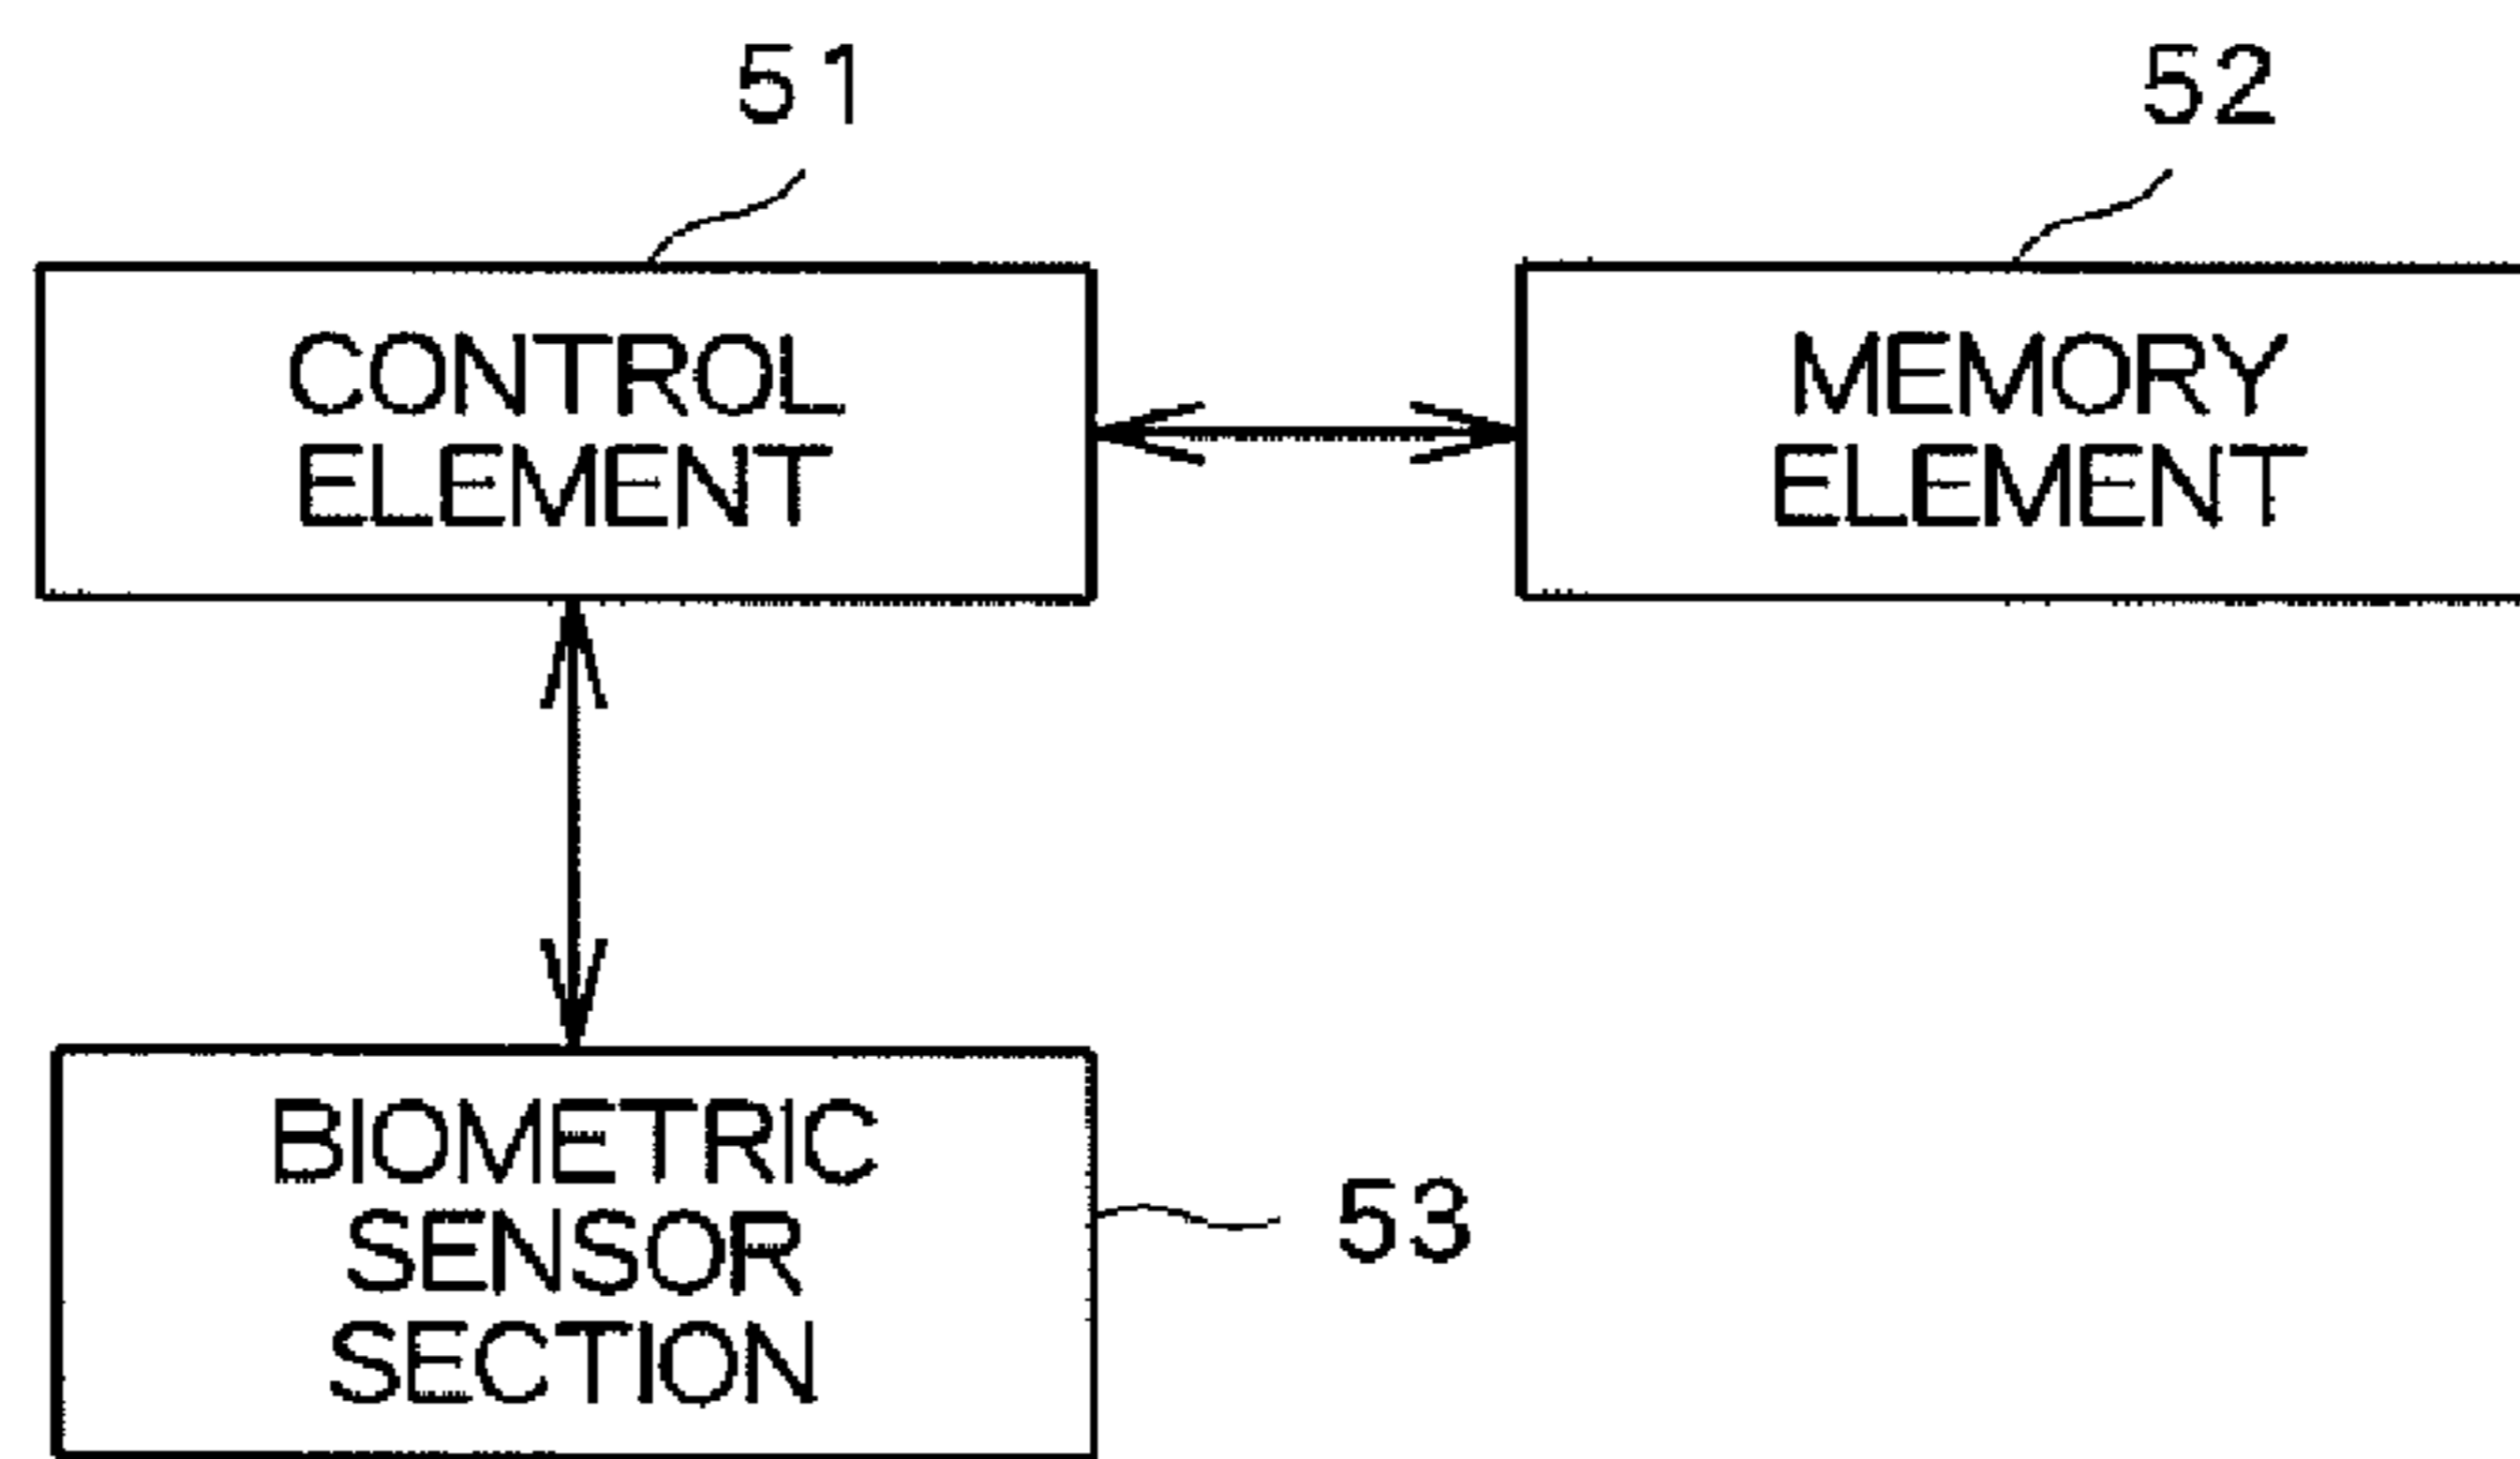 51
52
CONTROL
ELEMENT
MEMORY
ELEMENT
BIOMETRIC
SENSOR
SECTION
53